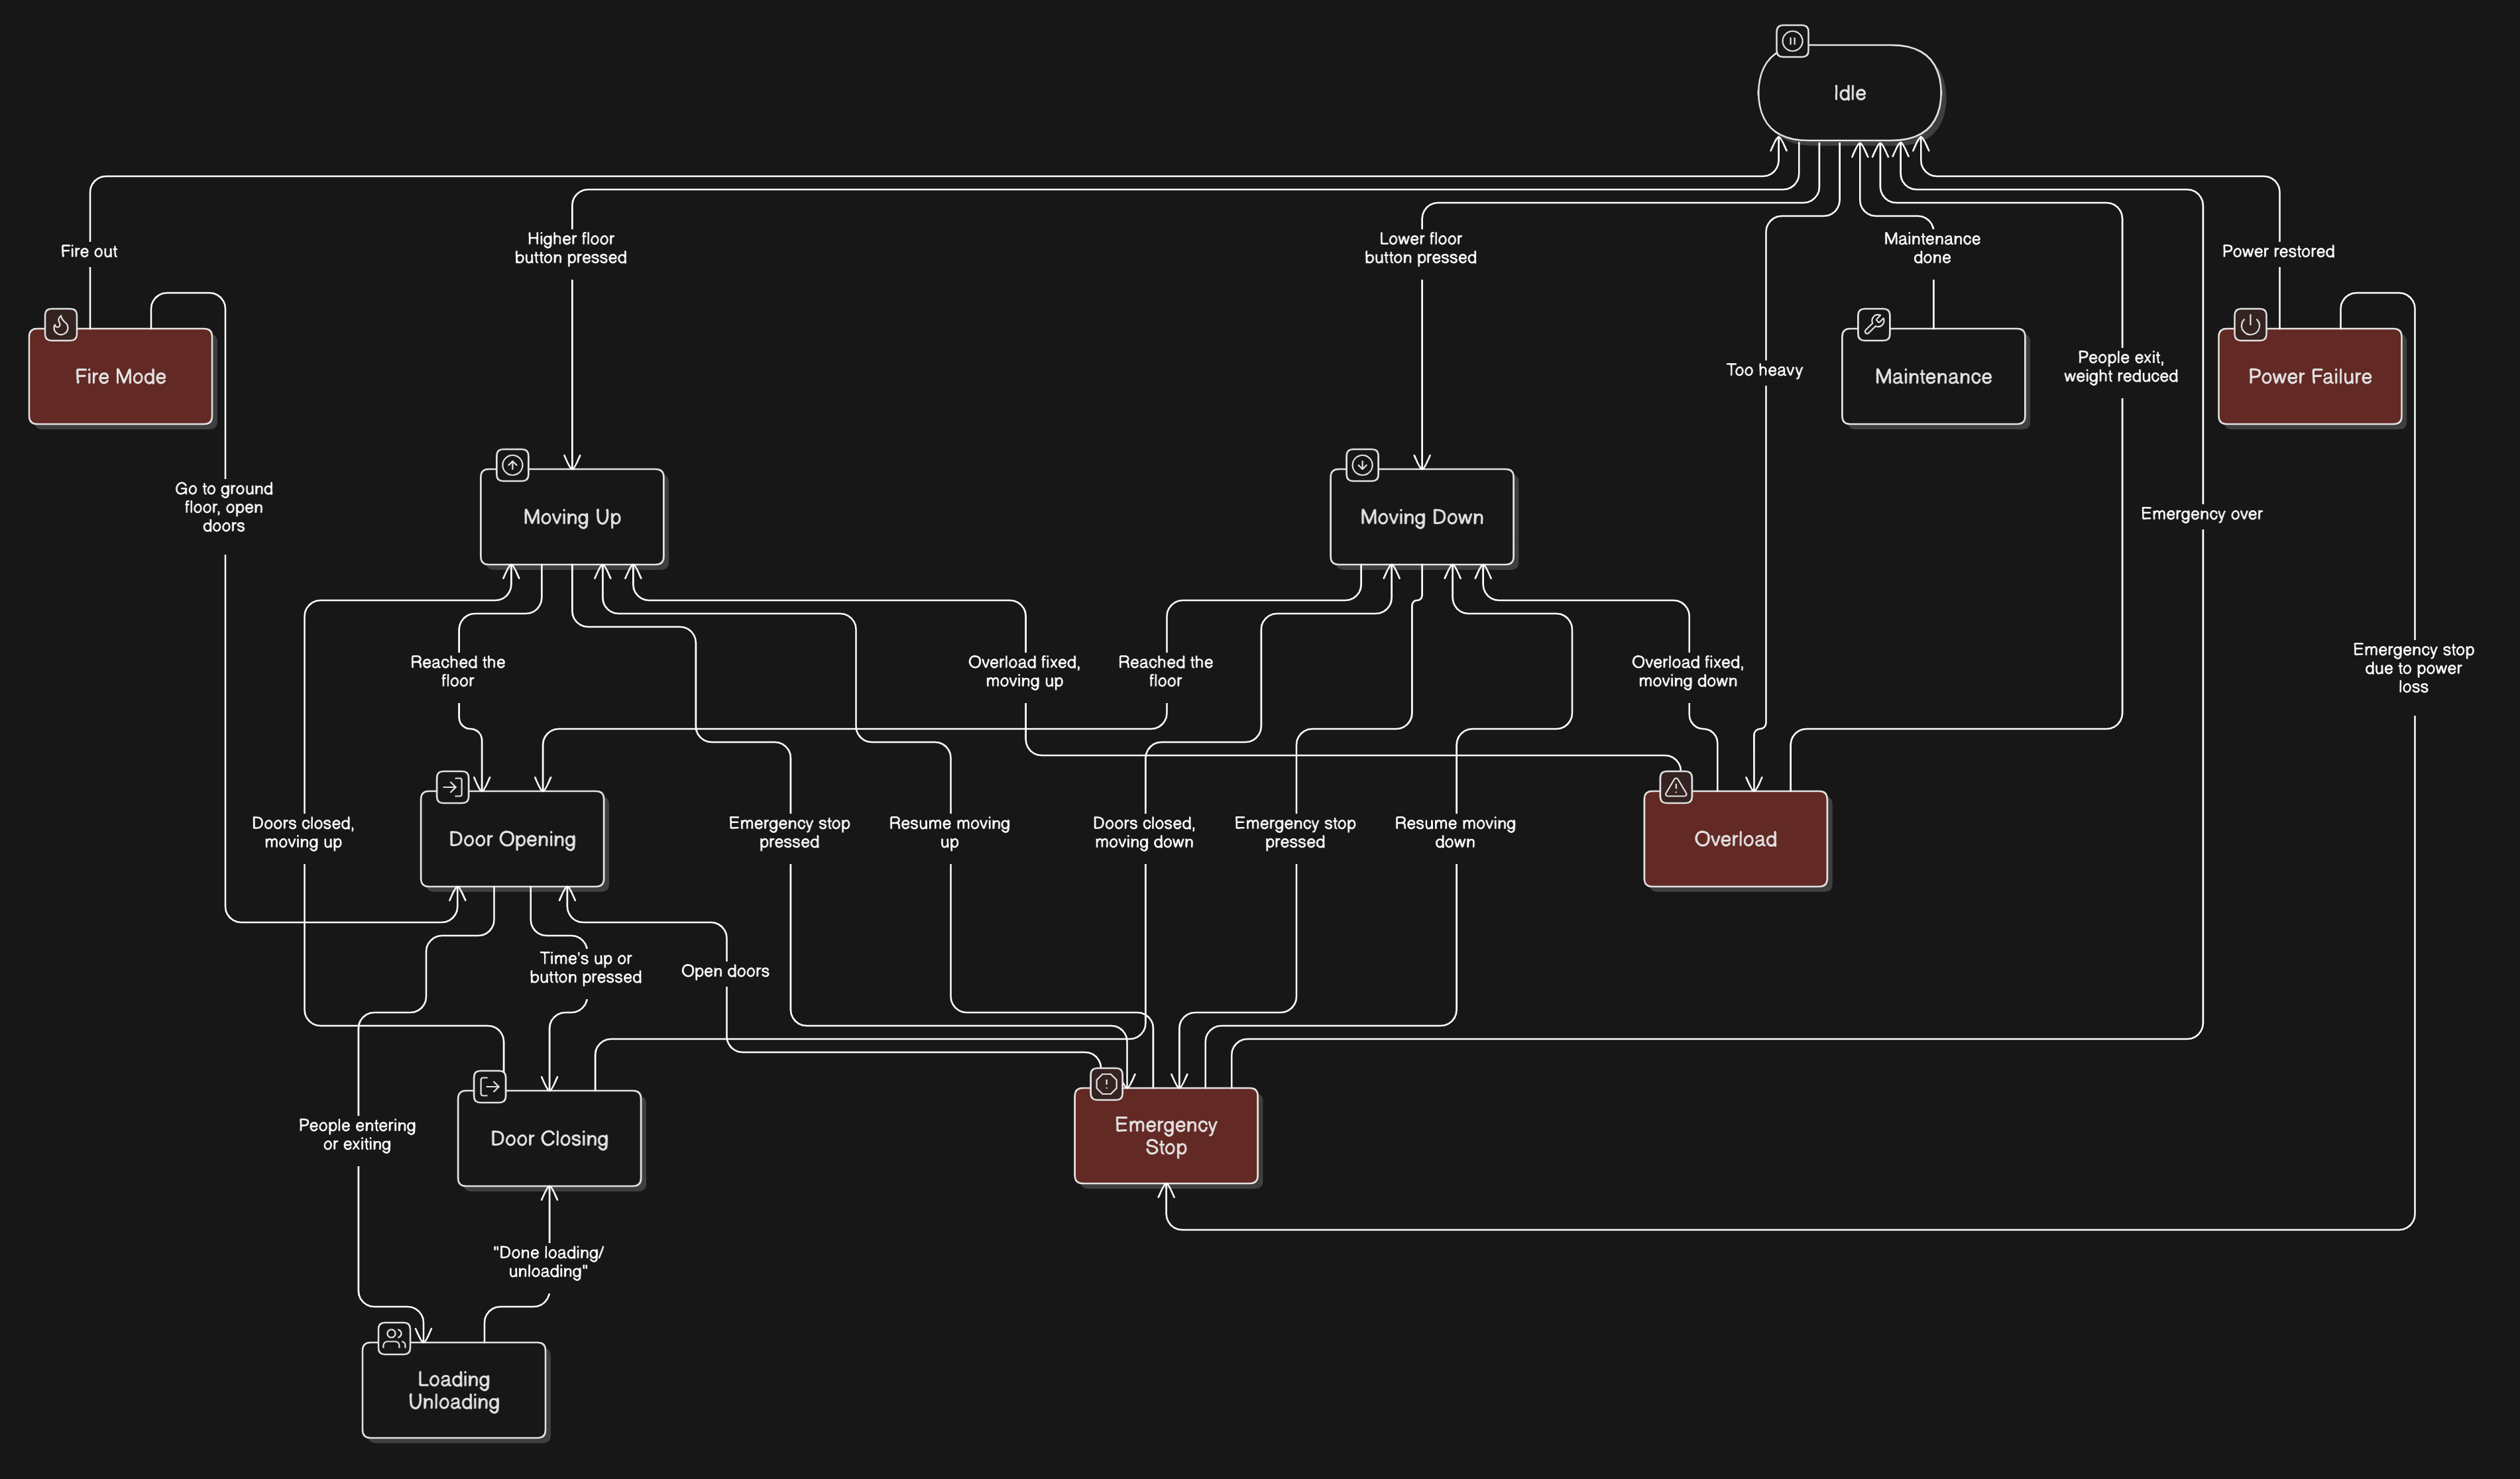 Idle
Fire out
Higher floor
button pressed
Lower floor
button pressed
Maintenance
done
Power restored
Fire Mode
Too heavy
Maintenance
People exit,
weight reduced
Power Failure
Go to ground
floor, open
doors
Moving Up
Moving Down
Emergency over
Reached the
floor
Overload fixed,
moving up
Reached the
floor
Overload fixed,
moving down
Emergency stop
due to power
loss
Doors closed,
moving up
Door Opening
Emergency stop
pressed
Resume moving
up
Doors closed,
moving down
Emergency stop
pressed
Resume moving
down
Overload
Time's up or
button pressed
Open doors
People entering
or exiting
Door Closing
Emergency
Stop
"Done loading/
unloading"
Loading
Unloading